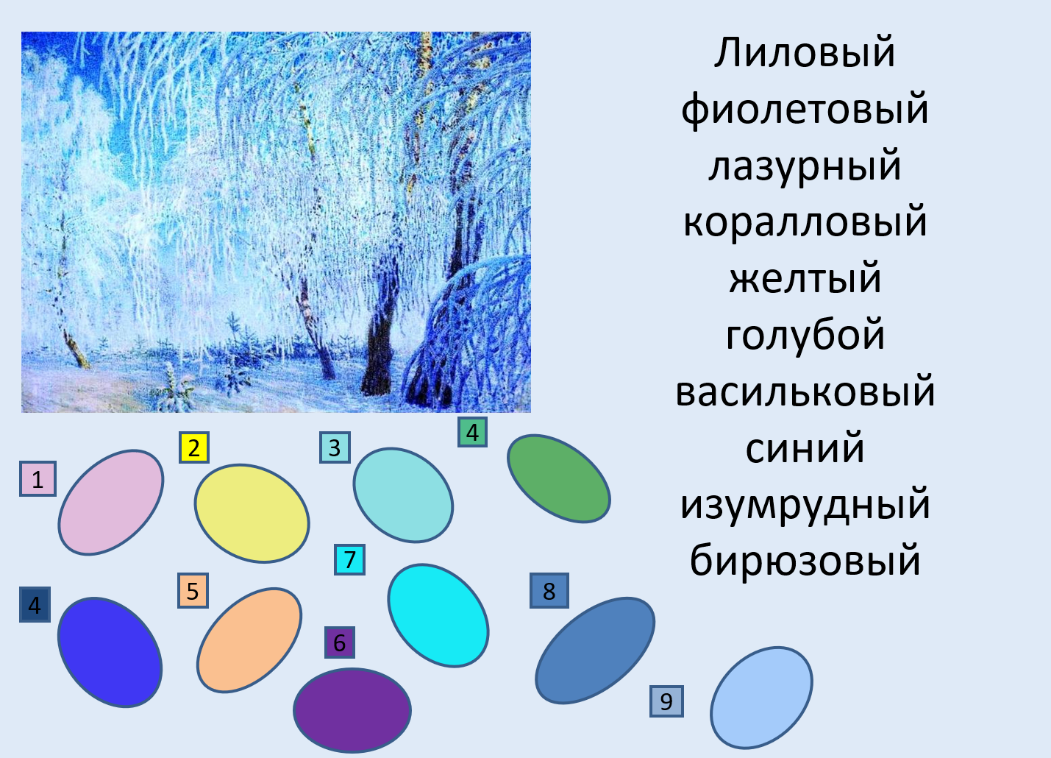 Лиловый
фиолетовый
лазурный
коралловый
желтый
голубой
васильковый
синий
изумрудный
бирюзовый
1
2
3
4
4
5
6
7
8
9